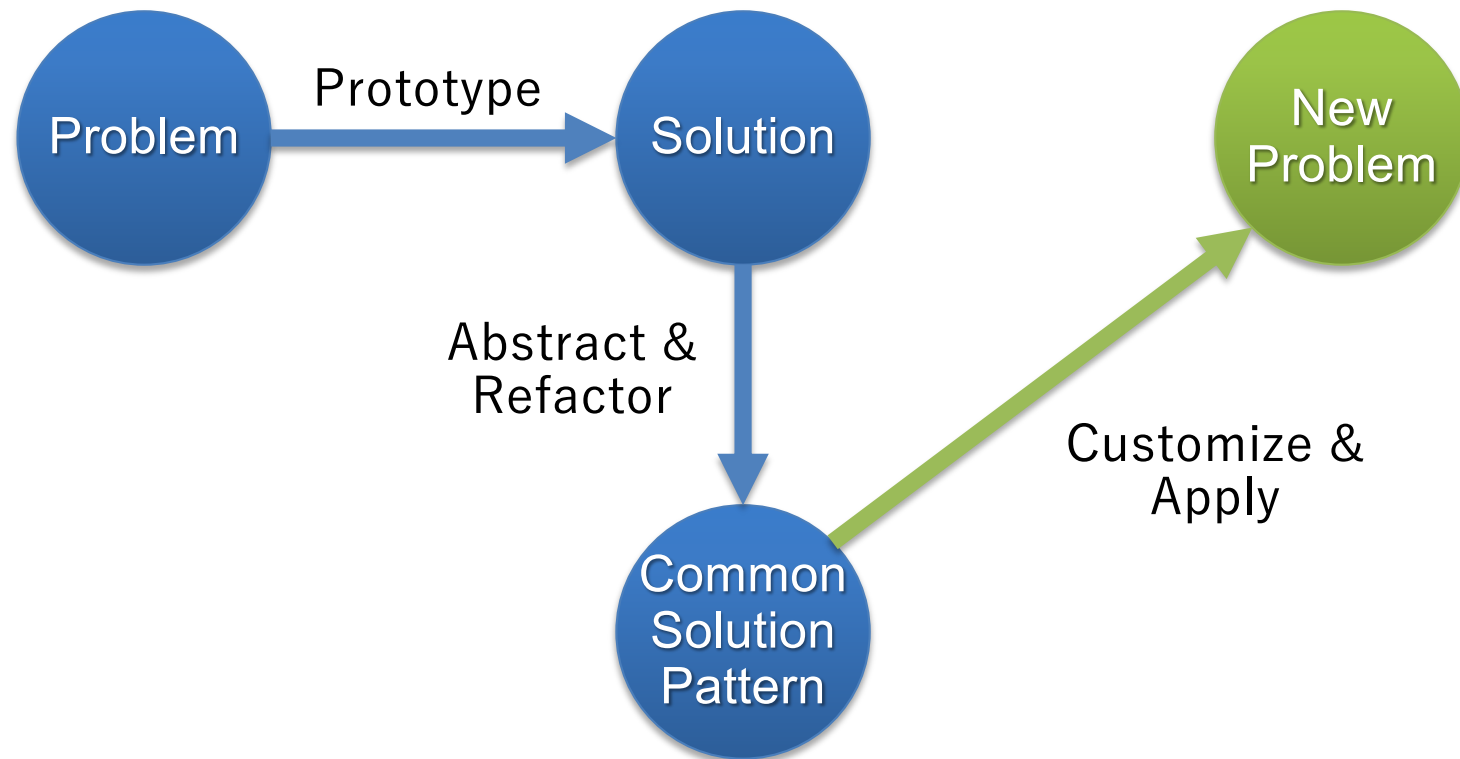 Problem
Prototype
Solution
New
Problem
Abstract &
Refactor
Customize &
Apply
Common
Solution
Pattern